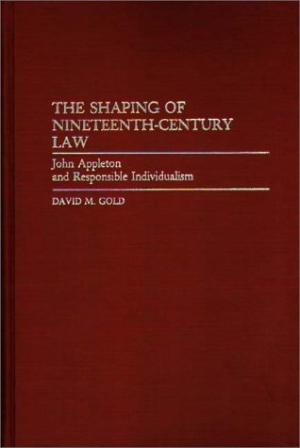 THE SHAPING OF
NINETEENTH-CENTURY
LAW
John Appleton
and Responsible Individualism
DAVID M. GOLD